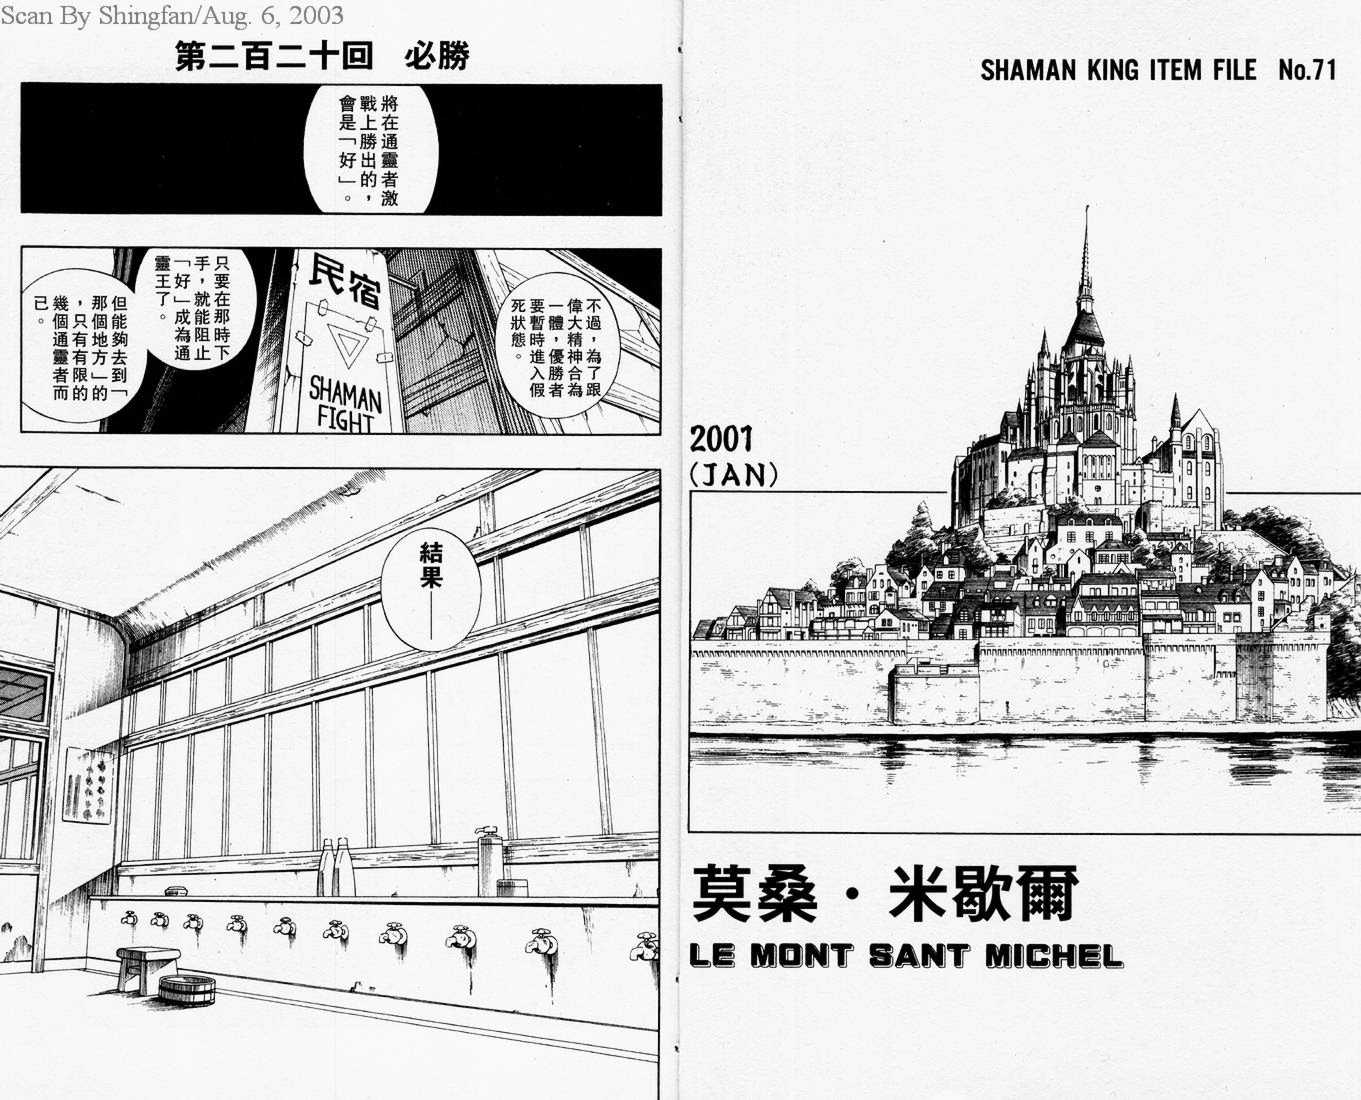 Scan By Shingfan/Aug. 6, 2003
SHAMAN KING ITEM FILE No.71
2001
(JAN)
莫桑・米歇爾
LE MONT SANT MICHEL
第二百二十回 必勝
將在通靈者激
戰上勝出的，
會是「好」。
不過，為了跟
偉大精神合為
一體，優勝者
要暫時進入假
死狀態。
民宿
SHAMAN
FIGHT
只要在那時下
手，就能阻止
「好」成為通
靈王了。
但能夠去到「
那個地方」的
，只有有限的
幾個通靈者而
已。
結果—